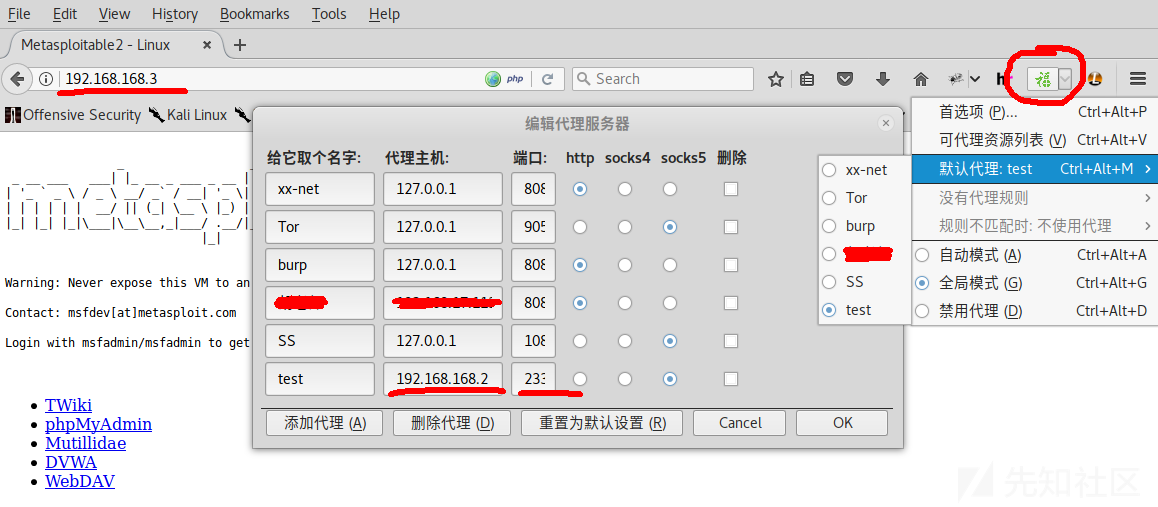 File Edit View History Bookmarks Tools Help
Metasploitable2 - Linux
192.168.168.3
php
Search
Offensive Security Kali Linux
首选项 (P)... Ctrl+Alt+P
可代理资源列表 (V) Ctrl+Alt+V
默认代理: test Ctrl+Alt+M
没有代理规则
规则不匹配时: 不使用代理
自动模式 (A) Ctrl+Alt+A
全局模式 (G) Ctrl+Alt+G
禁用代理 (D) Ctrl+Alt+D
xx-net
Tor
burp
SS
test
编辑代理服务器
给它取个名字: 代理主机: 端口: http socks4 socks5 删除
xx-net 127.0.0.1 808
Tor 127.0.0.1 905
burp 127.0.0.1 808
808
SS 127.0.0.1 108
test 192.168.168.2 233
添加代理 (A) 删除代理 (D) 重置为默认设置 (R) Cancel OK
Warning: Never expose this VM to an
Contact: msfdev[at]metasploit.com
Login with msfadmin/msfadmin to get
TWiki
phpMyAdmin
Mutillidae
DVWA
WebDAV
先知社区